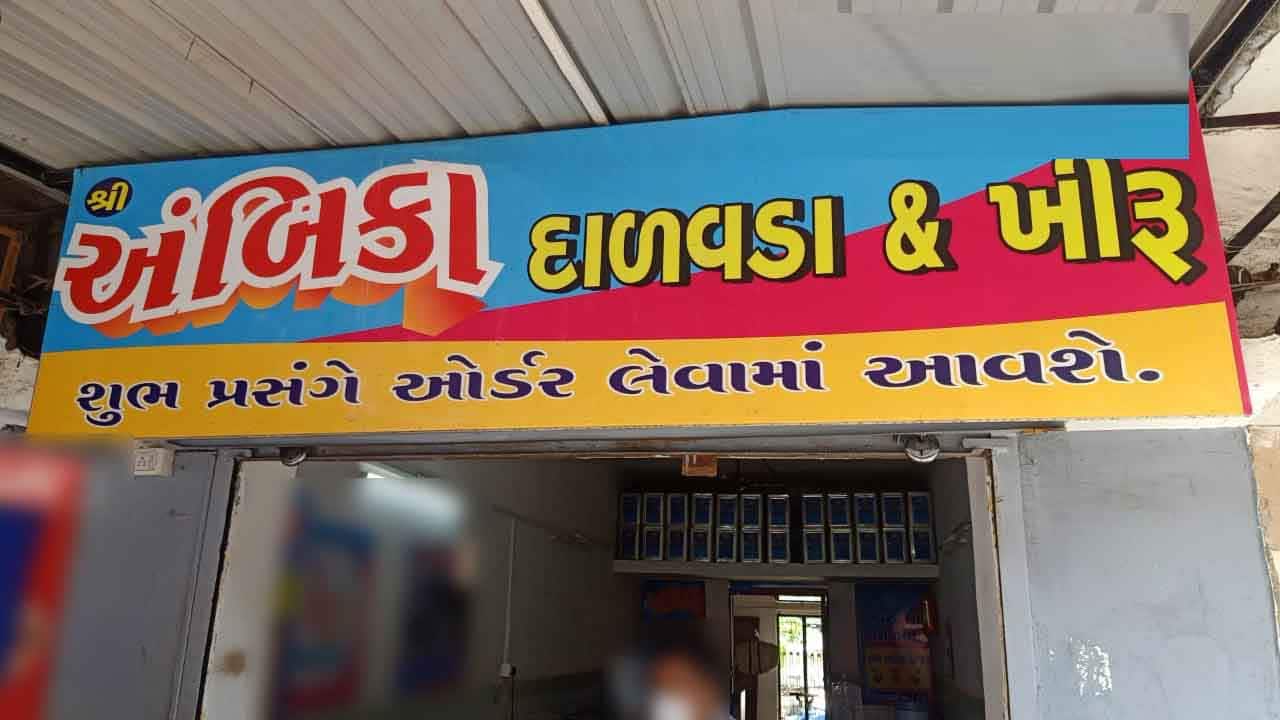 શ્રી
અંબિકા દાળવડા & ખીરૂ
શુભ પ્રસંગે ઓર્ડર લેવામાં આવશે.